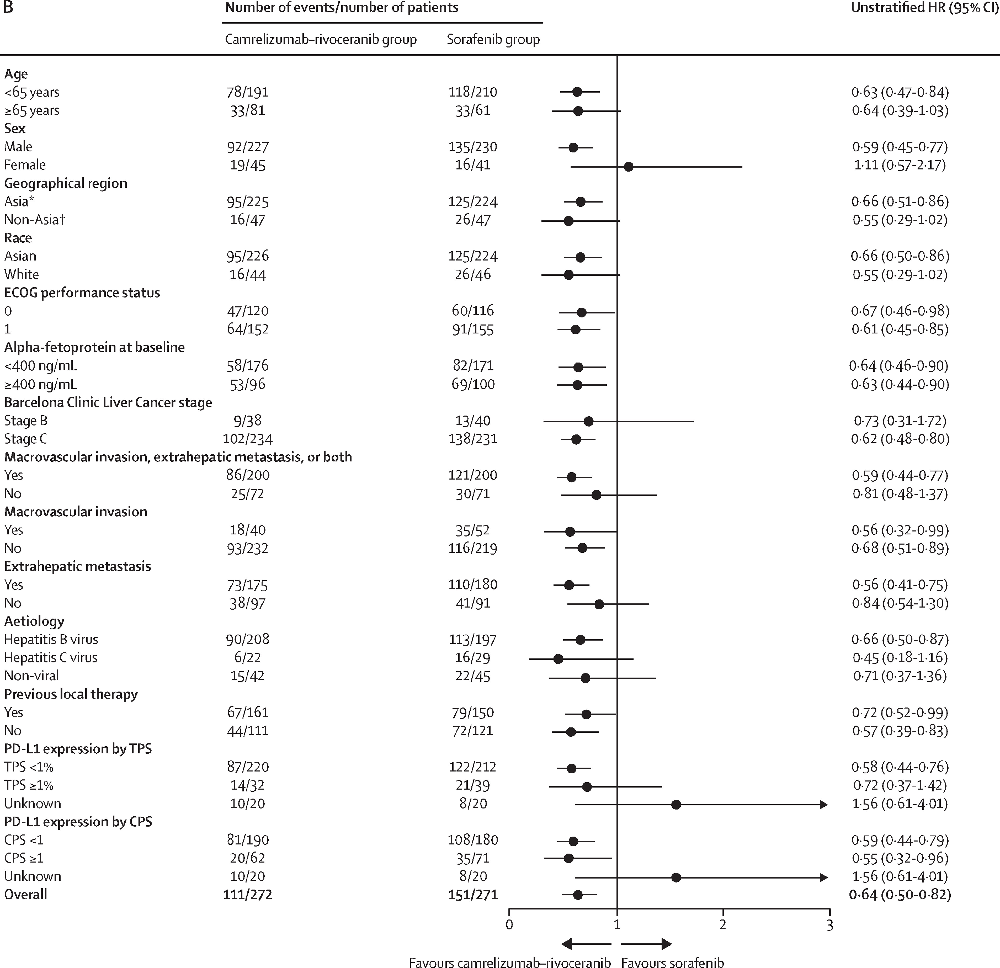 B
Number of events/number of patients Unstratified HR (95% CI)
Camrelizumab–rivoceranib group Sorafenib group
Age
<65 years 78/191 118/210 0·63 (0·47-0·84)
≥65 years 33/81 33/61 0·64 (0·39-1·03)
Sex
Male 92/227 135/230 0·59 (0·45-0·77)
Female 19/45 16/41 1·11 (0·57-2·17)
Geographical region
Asia* 95/225 125/224 0·66 (0·51-0·86)
Non-Asia† 16/47 26/47 0·55 (0·29-1·02)
Race
Asian 95/226 125/224 0·66 (0·50-0·86)
White 16/44 26/46 0·55 (0·29-1·02)
ECOG performance status
0 47/120 60/116 0·67 (0·46-0·98)
1 64/152 91/155 0·61 (0·45-0·85)
Alpha-fetoprotein at baseline
<400 ng/mL 58/176 82/171 0·64 (0·46-0·90)
≥400 ng/mL 53/96 69/100 0·63 (0·44-0·90)
Barcelona Clinic Liver Cancer stage
Stage B 9/38 13/40 0·73 (0·31-1·72)
Stage C 102/234 138/231 0·62 (0·48-0·80)
Macrovascular invasion, extrahepatic metastasis, or both
Yes 86/200 121/200 0·59 (0·44-0·77)
No 25/72 30/71 0·81 (0·48-1·37)
Macrovascular invasion
Yes 18/40 35/52 0·56 (0·32-0·99)
No 93/232 116/219 0·68 (0·51-0·89)
Extrahepatic metastasis
Yes 73/175 110/180 0·56 (0·41-0·75)
No 38/97 41/91 0·84 (0·54-1·30)
Aetiology
Hepatitis B virus 90/208 113/197 0·66 (0·50-0·87)
Hepatitis C virus 6/22 16/29 0·45 (0·18-1·16)
Non-viral 15/42 22/45 0·71 (0·37-1·36)
Previous local therapy
Yes 67/161 79/150 0·72 (0·52-0·99)
No 44/111 72/121 0·57 (0·39-0·83)
PD-L1 expression by TPS
TPS <1% 87/220 122/212 0·58 (0·44-0·76)
TPS ≥1% 14/32 21/39 0·72 (0·37-1·42)
Unknown 10/20 8/20 1·56 (0·61-4·01)
PD-L1 expression by CPS
CPS <1 81/190 108/180 0·59 (0·44-0·79)
CPS ≥1 20/62 35/71 0·55 (0·32-0·96)
Unknown 10/20 8/20 1·56 (0·61-4·01)
Overall 111/272 151/271 0·64 (0·50-0·82)
0 1 2 3
Favours camrelizumab–rivoceranib Favours sorafenib